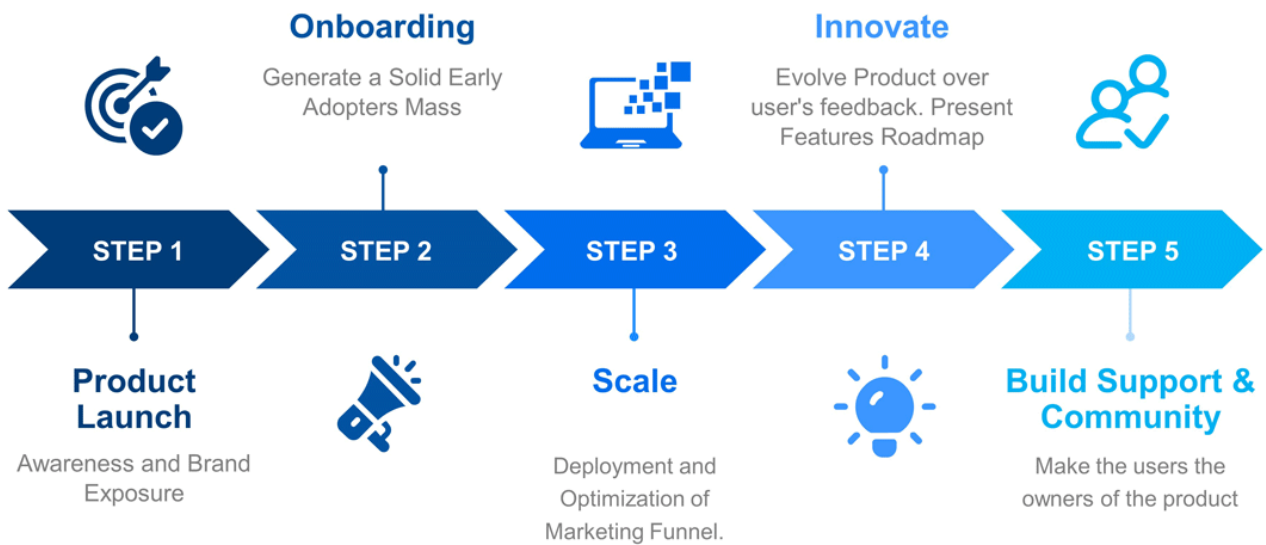 Onboarding
Generate a Solid Early
Adopters Mass
Innovate
Evolve Product over
user's feedback. Present
Features Roadmap
STEP 1
STEP 2
STEP 3
STEP 4
STEP 5
Product
Launch
Awareness and Brand
Exposure
Scale
Deployment and
Optimization of
Marketing Funnel.
Build Support &
Community
Make the users the
owners of the product